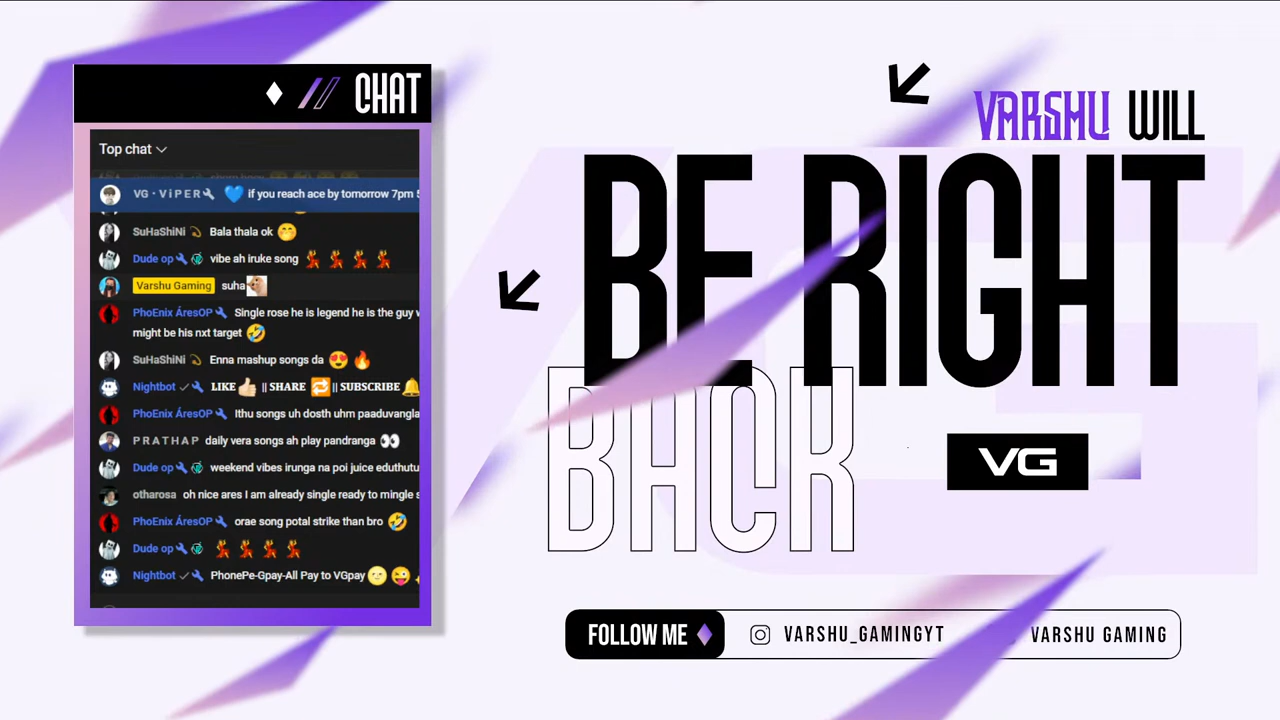 CHAT
Top chat
VG・ViPER 💙 if you reach ace by tomorrow 7pm
SuHaShiNi 💫 Bala thala ok 🤭
Dude op vibe ah iruke song 💃 💃 💃 💃
Varshu Gaming suha
PhoEnix ÁresOP Single rose he is legend he is the guy
might be his nxt target 🤣
SuHaShiNi 💫 Enna mashup songs da 😍 🔥
Nightbot LIKE 👍🏻 || SHARE 🔁 || SUBSCRIBE 🔔
PhoEnix ÁresOP Ithu songs uh dosth uhm paaduvangla
P R A T H A P daily vera songs ah play pandranga 👀
Dude op weekend vibes irunga na poi juice eduthutu
otharosa oh nice ares I am already single ready to mingle
PhoEnix ÁresOP orae song potal strike than bro 🤣
Dude op 💃 💃 💃 💃
Nightbot PhonePe-Gpay-All Pay to VGpay 🌝 😜
VARSHU WILL
BE RIGHT
BACK
VG
FOLLOW ME VARSHU_GAMINGYT VARSHU GAMING